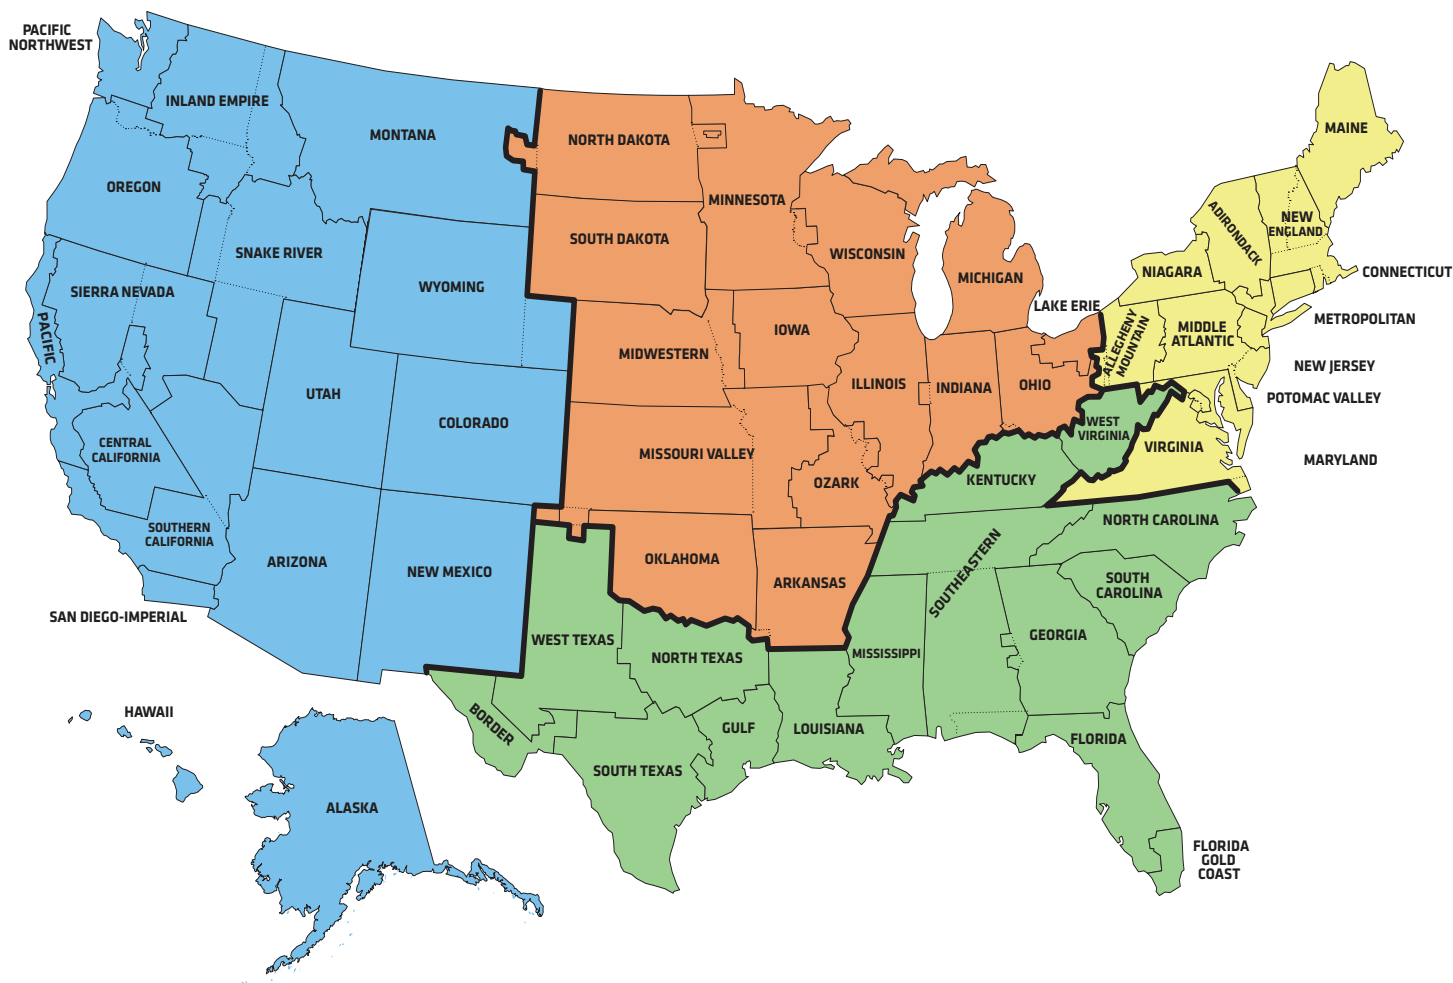 PACIFIC
NORTHWEST
INLAND EMPIRE
MONTANA
OREGON
SNAKE RIVER
SIERRA NEVADA
PACIFIC
WYOMING
UTAH
COLORADO
CENTRAL
CALIFORNIA
SOUTHERN
CALIFORNIA
ARIZONA
NEW MEXICO
SAN DIEGO-IMPERIAL
HAWAII
ALASKA
NORTH DAKOTA
SOUTH DAKOTA
MINNESOTA
WISCONSIN
MICHIGAN
LAKE ERIE
MIDWESTERN
IOWA
ILLINOIS
INDIANA
OHIO
MISSOURI VALLEY
OZARK
OKLAHOMA
ARKANSAS
WEST TEXAS
NORTH TEXAS
BORDER
SOUTH TEXAS
GULF
LOUISIANA
MISSISSIPPI
SOUTHEASTERN
KENTUCKY
WEST
VIRGINIA
NORTH CAROLINA
SOUTH
CAROLINA
GEORGIA
FLORIDA
FLORIDA
GOLD
COAST
MAINE
NEW
ENGLAND
ADIRONDACK
NIAGARA
CONNECTICUT
METROPOLITAN
ALLEGHENY
MOUNTAIN
MIDDLE
ATLANTIC
NEW JERSEY
POTOMAC VALLEY
VIRGINIA
MARYLAND